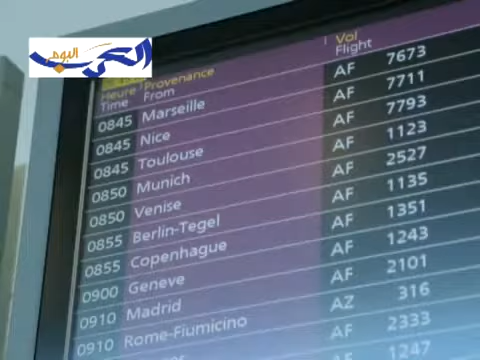 العرب اليوم
Heure Provenance Vol
Time From Flight
0845 Marseille AF 7673
0845 Nice AF 7711
0845 Toulouse AF 7793
0850 Munich AF 1123
0850 Venise AF 2527
0855 Berlin-Tegel AF 1135
0855 Copenhague AF 1351
0900 Geneve AF 1243
0910 Madrid AF 2101
0910 Rome-Fiumicino AZ 316
AF 2333
AF 1247